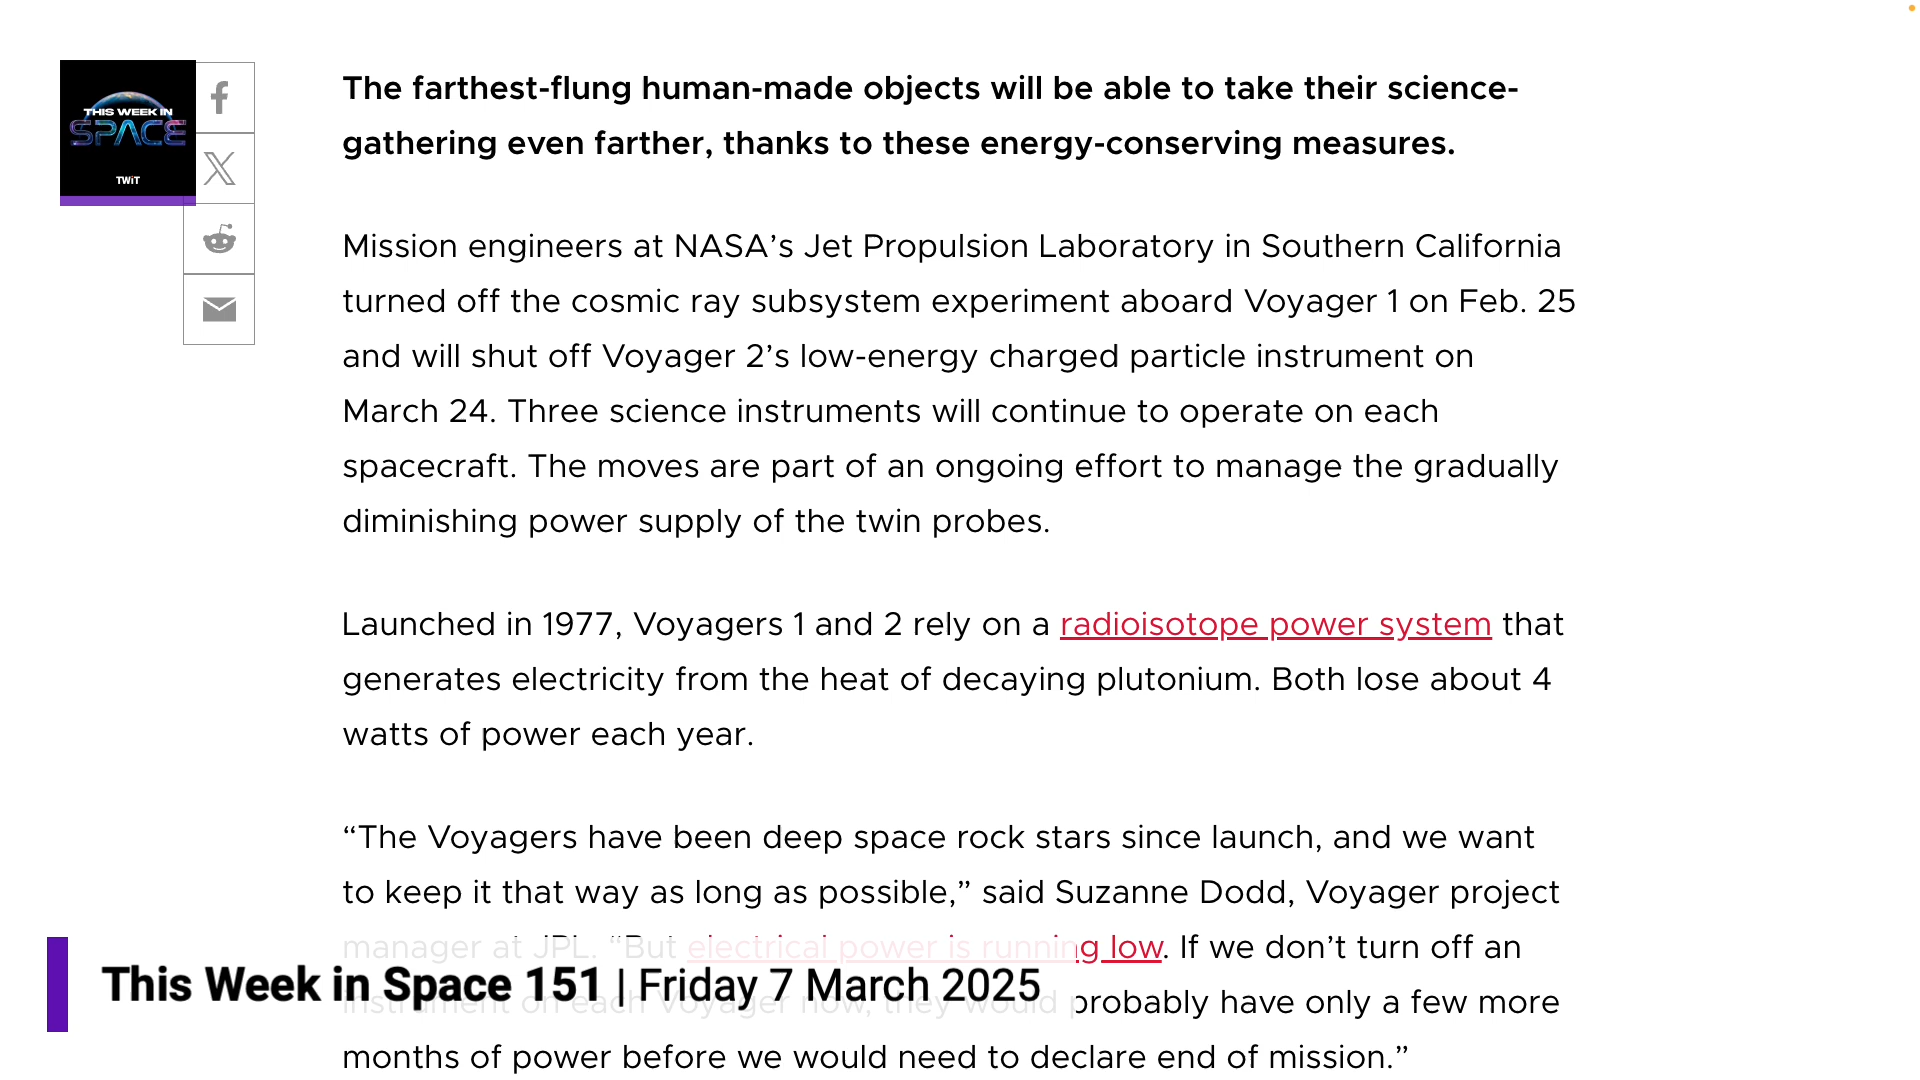 THIS WEEK IN
SPACE
TWiT
The farthest-flung human-made objects will be able to take their science-
gathering even farther, thanks to these energy-conserving measures.
Mission engineers at NASA’s Jet Propulsion Laboratory in Southern California
turned off the cosmic ray subsystem experiment aboard Voyager 1 on Feb. 25
and will shut off Voyager 2’s low-energy charged particle instrument on
March 24. Three science instruments will continue to operate on each
spacecraft. The moves are part of an ongoing effort to manage the gradually
diminishing power supply of the twin probes.
Launched in 1977, Voyagers 1 and 2 rely on a radioisotope power system that
generates electricity from the heat of decaying plutonium. Both lose about 4
watts of power each year.
“The Voyagers have been deep space rock stars since launch, and we want
to keep it that way as long as possible,” said Suzanne Dodd, Voyager project
manager at JPL. “But electrical power is running low. If we don’t turn off an
instrument on each Voyager now, they would probably have only a few more
months of power before we would need to declare end of mission.”
This Week in Space 151 | Friday 7 March 2025